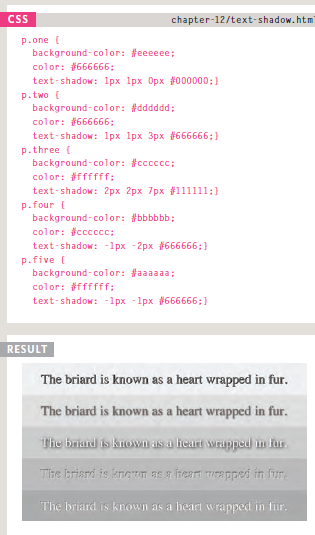 CSS chapter-12/text-shadow.html
p.one {
background-color: #eeeeee;
color: #666666;
text-shadow: 1px 1px 0px #000000;}
p.two {
background-color: #dddddd;
color: #666666;
text-shadow: 1px 1px 3px #666666;}
p.three {
background-color: #cccccc;
color: #ffffff;
text-shadow: 2px 2px 7px #111111;}
p.four {
background-color: #bbbbbb;
color: #cccccc;
text-shadow: -1px -2px #666666;}
p.five {
background-color: #aaaaaa;
color: #ffffff;
text-shadow: -1px -1px #666666;}
RESULT
The briard is known as a heart wrapped in fur.
The briard is known as a heart wrapped in fur.
The briard is known as a heart wrapped in fur.
The briard is known as a heart wrapped in fur.
The briard is known as a heart wrapped in fur.